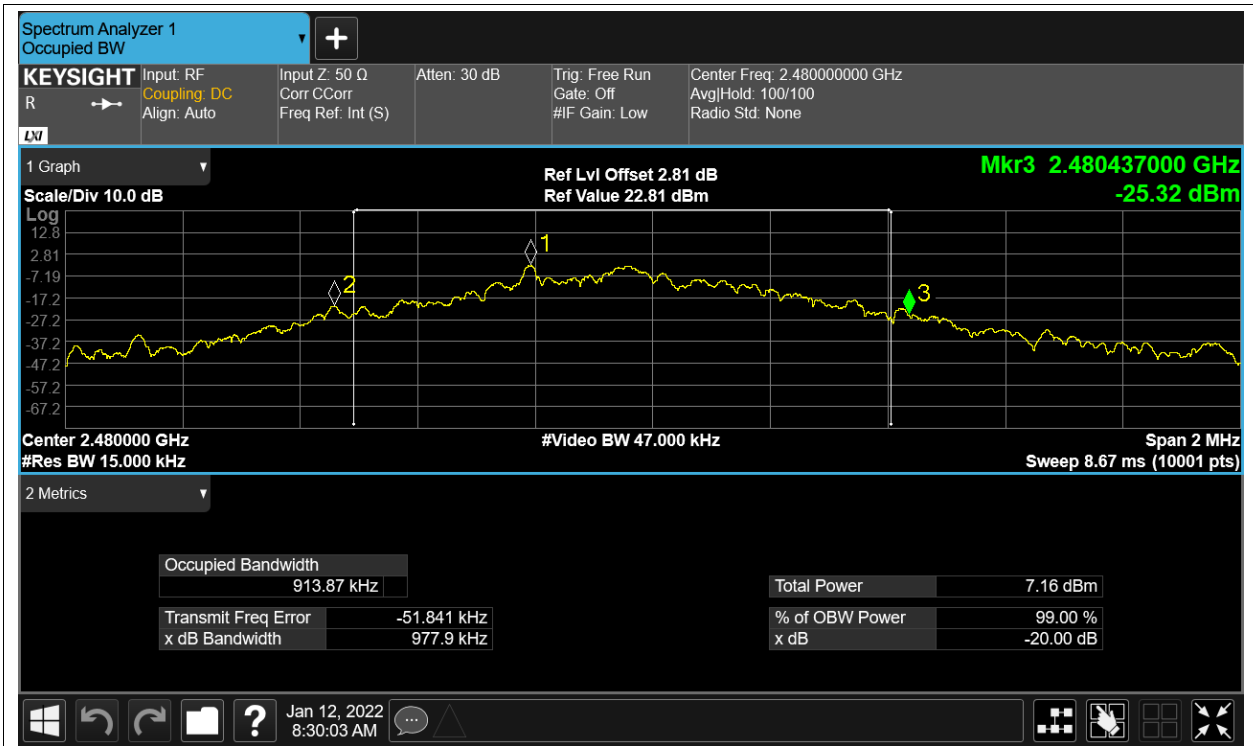 Spectrum Analyzer 1
Occupied BW
KEYSIGHT
R
LXI
Input: RF
Coupling: DC
Align: Auto
Input Z: 50 Ω
Corr CCorr
Freq Ref: Int (S)
Atten: 30 dB
Trig: Free Run
Gate: Off
#IF Gain: Low
Center Freq: 2.480000000 GHz
Avg|Hold: 100/100
Radio Std: None
1 Graph
Scale/Div 10.0 dB
Ref Lvl Offset 2.81 dB
Ref Value 22.81 dBm
Mkr3 2.480437000 GHz
-25.32 dBm
Log
12.8
2.81
-7.19
-17.2
-27.2
-37.2
-47.2
-57.2
-67.2
1
2
3
Center 2.480000 GHz
#Video BW 47.000 kHz
Span 2 MHz
#Res BW 15.000 kHz
Sweep 8.67 ms (10001 pts)
2 Metrics
Occupied Bandwidth
913.87 kHz
Transmit Freq Error -51.841 kHz
x dB Bandwidth 977.9 kHz
Total Power 7.16 dBm
% of OBW Power 99.00 %
x dB -20.00 dB
?
Jan 12, 2022
8:30:03 AM